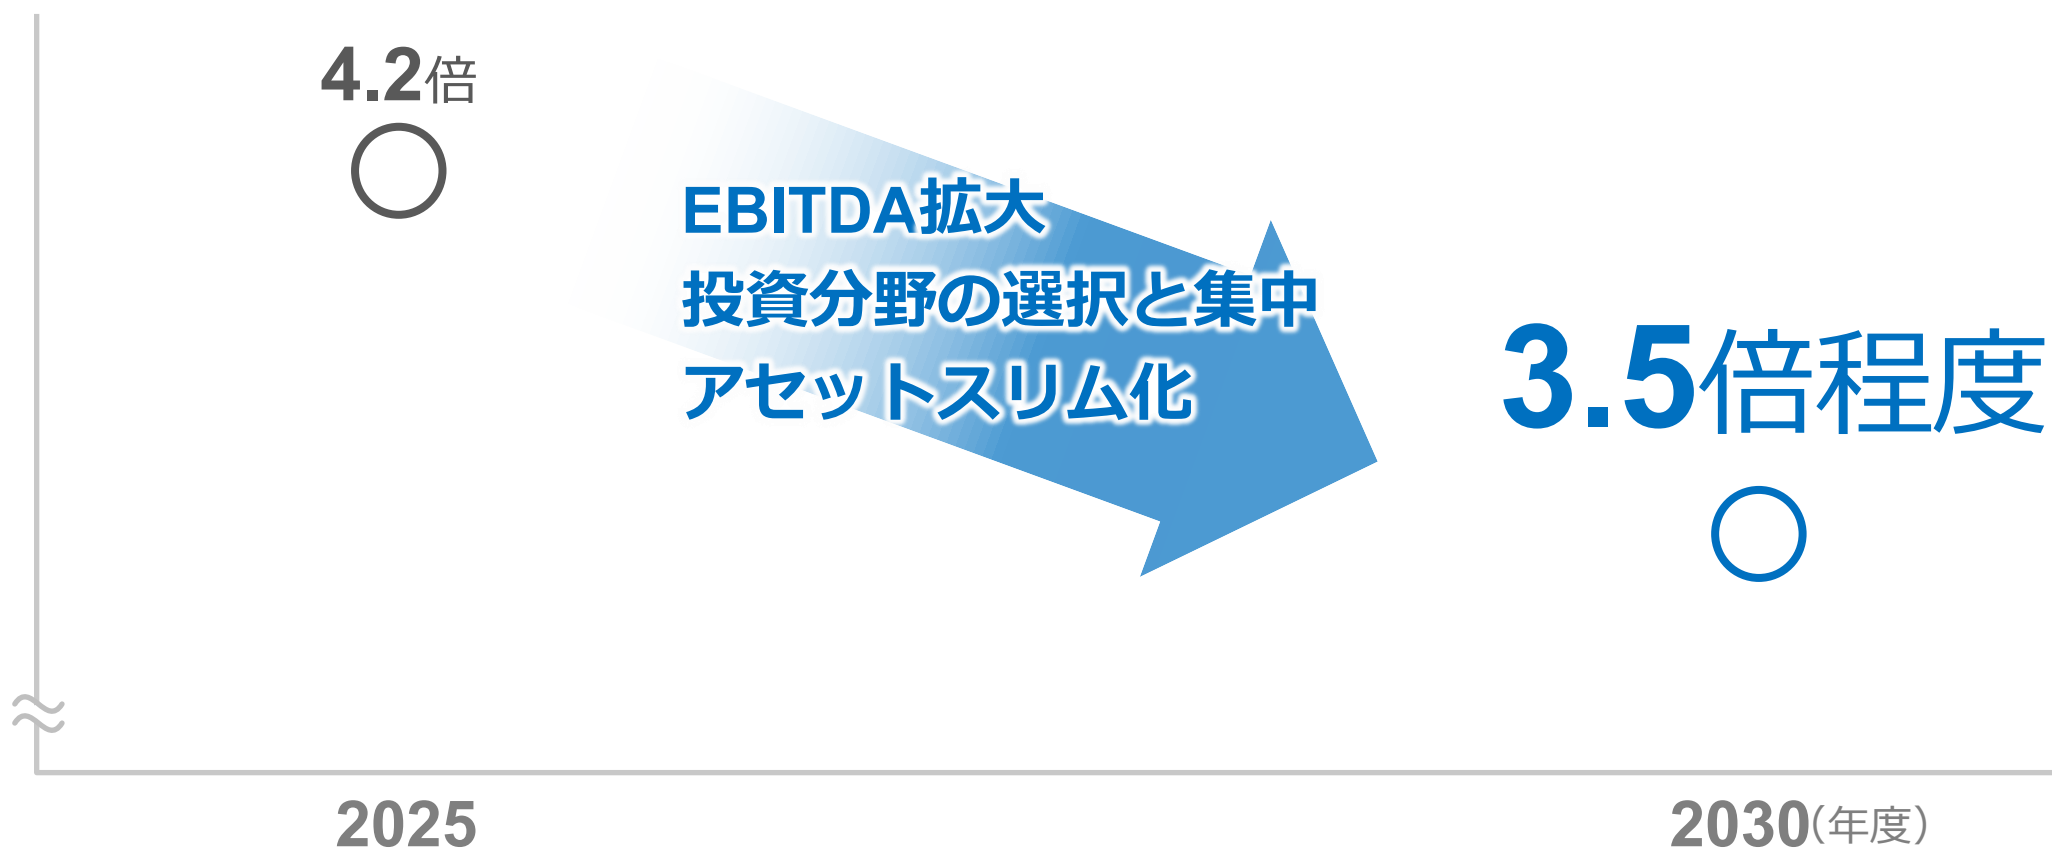 4.2倍
EBITDA拡大
投資分野の選択と集中
アセットスリム化
3.5倍程度
2025
2030(年度)